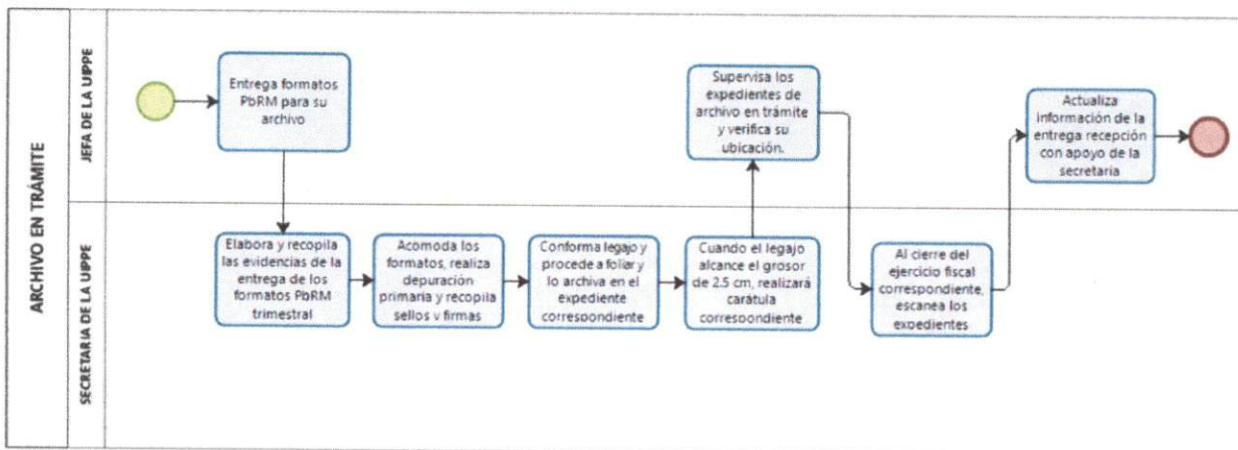 ARCHIVO EN TRÁMITE
JEFA DE LA UIPPE
Entrega formatos
PbRM para su
archivo
Supervisa los
expedientes de
archivo en trámite
y verifica su
ubicación.
Actualiza
información de la
entrega recepción
con apoyo de la
secretaria
SECRETARIA DE LA UIPPE
Elabora y recopila
las evidencias de la
entrega de los
formatos PbRM
trimestral
Acomoda los
formatos, realiza
depuración
primaria y recopila
sellos y firmas
Conforma legajo y
procede a foliar y
lo archiva en el
expediente
correspondiente
Cuando el legajo
alcance el grosor
de 2.5 cm, realizará
carátula
correspondiente
Al cierre del
ejercicio fiscal
correspondiente,
escanea los
expedientes